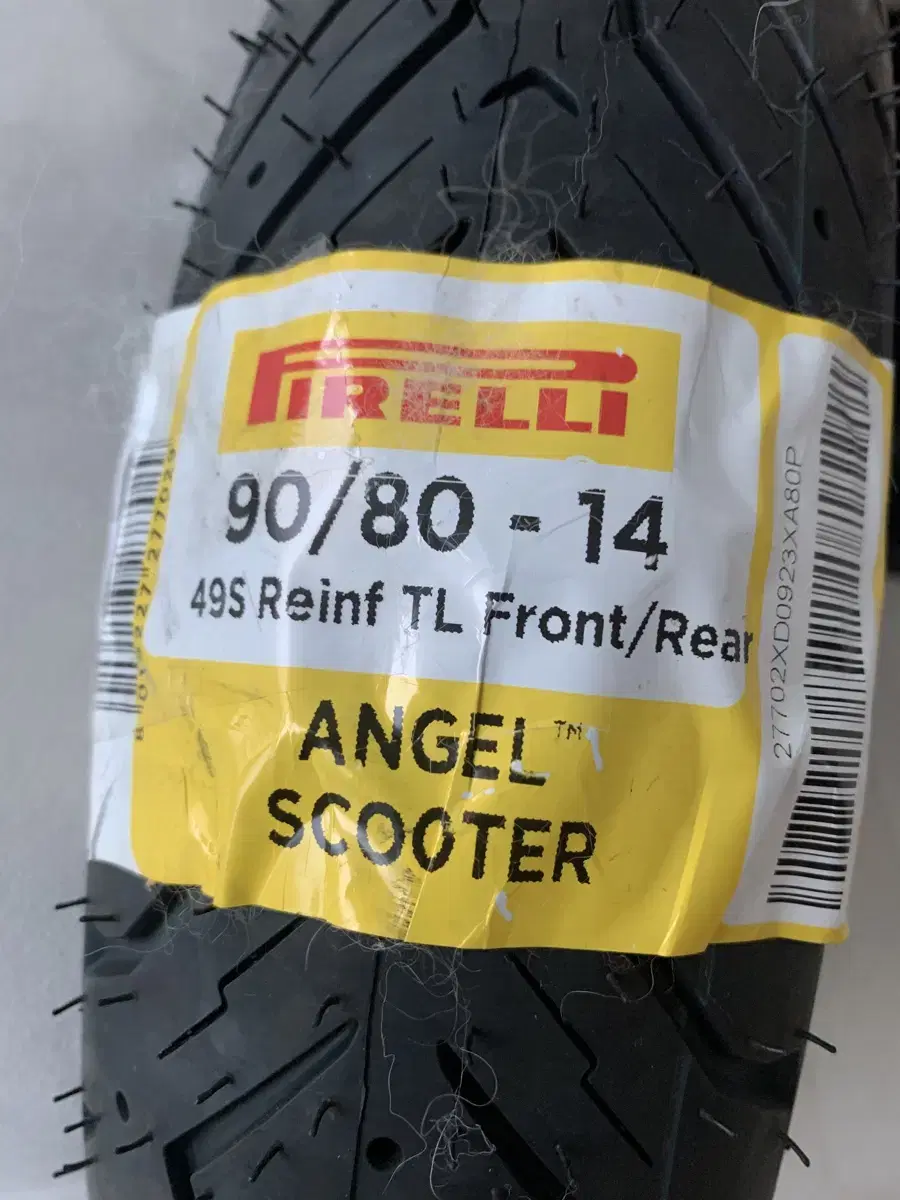 PIRELLI
90/80 - 14
49S Reinf TL Front/Rear
ANGEL™
SCOOTER
27702XD0923XA80P